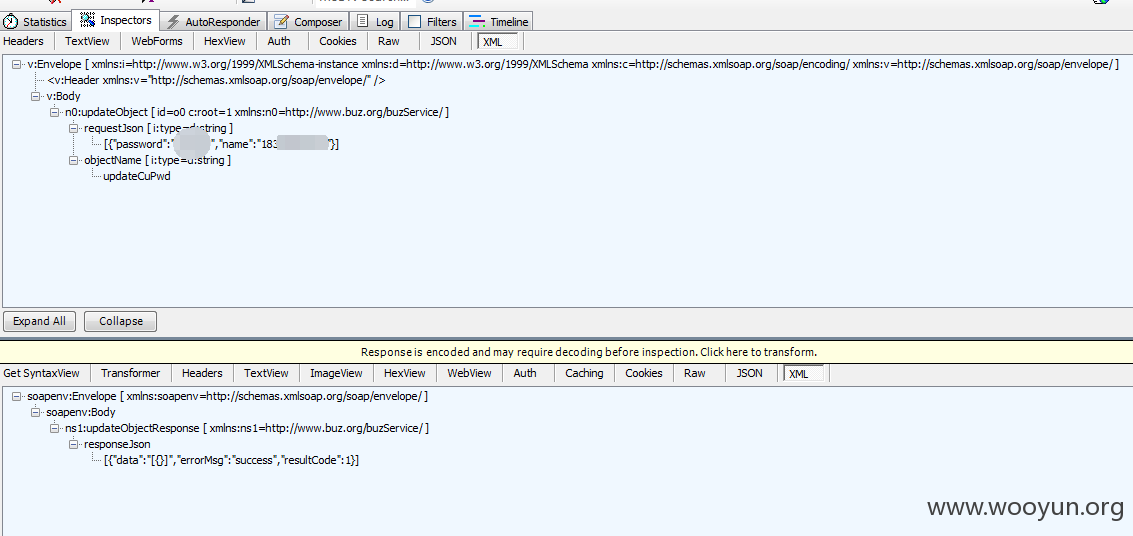 Statistics Inspectors AutoResponder Composer Log Filters Timeline
Headers TextView WebForms HexView Auth Cookies Raw JSON XML
v:Envelope [ xmlns:i=http://www.w3.org/1999/XMLSchema-instance xmlns:d=http://www.w3.org/1999/XMLSchema xmlns:c=http://schemas.xmlsoap.org/soap/encoding/ xmlns:v=http://schemas.xmlsoap.org/soap/envelope/ ]
<v:Header xmlns:v="http://schemas.xmlsoap.org/soap/envelope/" />
v:Body
n0:updateObject [ id=o0 c:root=1 xmlns:n0=http://www.buz.org/buzService/ ]
requestJson [ i:type=d:string ]
[{"password":" ","name":"183 "}]
objectName [ i:type=d:string ]
updateCuPwd
Expand All Collapse
Response is encoded and may require decoding before inspection. Click here to transform.
Get SyntaxView Transformer Headers TextView ImageView HexView WebView Auth Caching Cookies Raw JSON XML
soapenv:Envelope [ xmlns:soapenv=http://schemas.xmlsoap.org/soap/envelope/ ]
soapenv:Body
ns1:updateObjectResponse [ xmlns:ns1=http://www.buz.org/buzService/ ]
responseJson
[{"data":"[{}]","errorMsg":"success","resultCode":1}]
www.wooyun.org